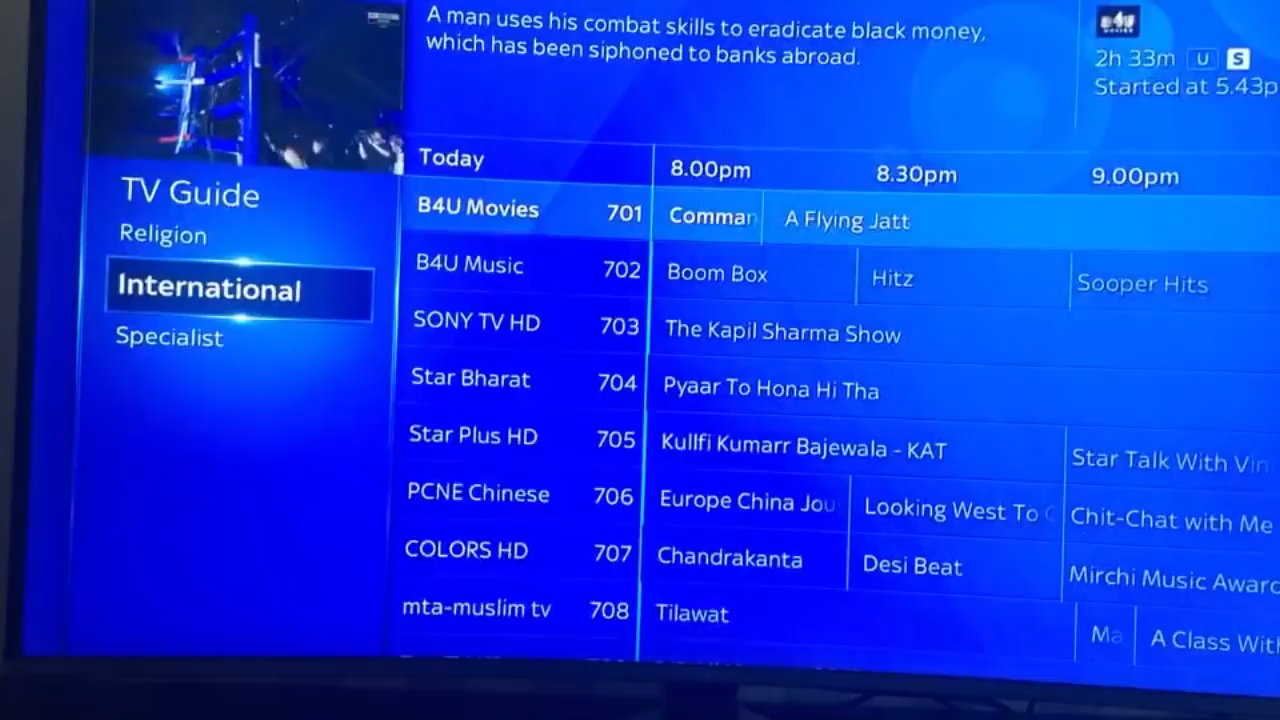 A man uses his combat skills to eradicate black money,
which has been siphoned to banks abroad.
B4U
2h 33m U S
Started at 5.43p
TV Guide
Religion
International
Specialist
Today 8.00pm 8.30pm 9.00pm
B4U Movies 701 Comman A Flying Jatt
B4U Music 702 Boom Box Hitz Sooper Hits
SONY TV HD 703 The Kapil Sharma Show
Star Bharat 704 Pyaar To Hona Hi Tha
Star Plus HD 705 Kullfi Kumarr Bajewala - KAT Star Talk With Vin
PCNE Chinese 706 Europe China Jou Looking West To Chit-Chat with Me
COLORS HD 707 Chandrakanta Desi Beat Mirchi Music Award
mta-muslim tv 708 Tilawat Ma A Class With